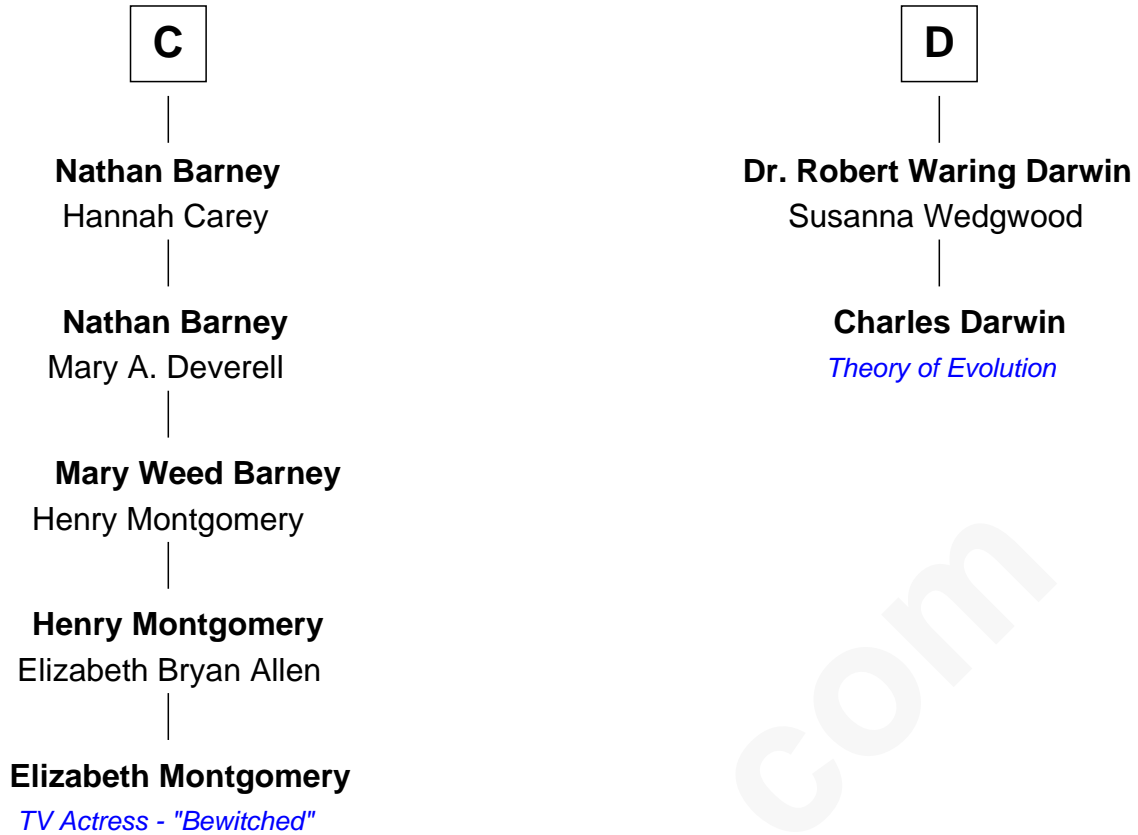 C
Nathan Barney
Hannah Carey
Nathan Barney
Mary A. Deverell
Mary Weed Barney
Henry Montgomery
Henry Montgomery
Elizabeth Bryan Allen
Elizabeth Montgomery
TV Actress - "Bewitched"
D
Dr. Robert Waring Darwin
Susanna Wedgwood
Charles Darwin
Theory of Evolution
com